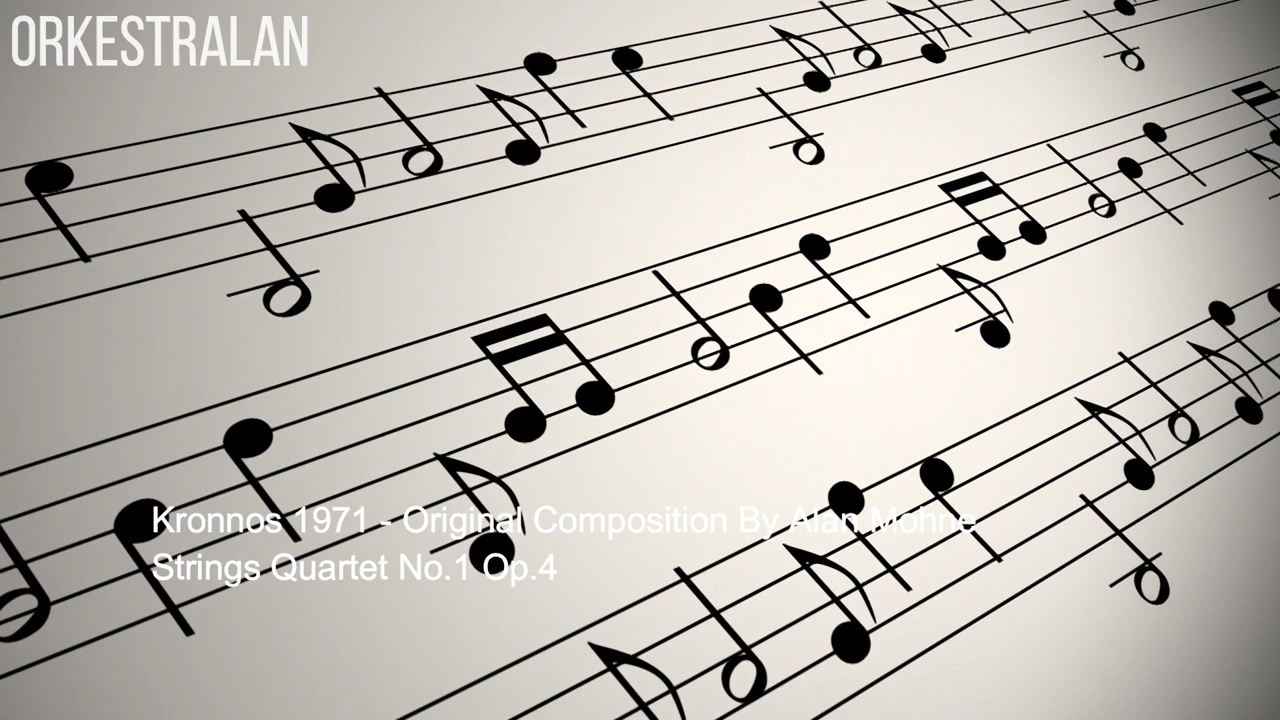 ORKESTRALAN
Kronnos 1971 - Original Composition By Alan Mohne
Strings Quartet No.1 Op.4